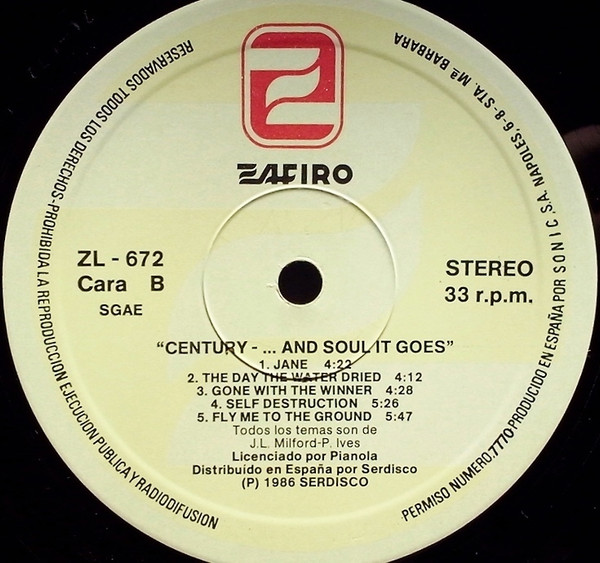 RESERVADOS TODOS LOS DERECHOS-PROHIBIDA LA REPRODUCCION EJECUCION PUBLICA Y RADIODIFUSION
ZAFIRO
ZL - 672
Cara B
SGAE
STEREO
33 r.p.m.
"CENTURY - ... AND SOUL IT GOES"
1. JANE 4:22
2. THE DAY THE WATER DRIED 4:12
3. GONE WITH THE WINNER 4:28
4. SELF DESTRUCTION 5:26
5. FLY ME TO THE GROUND 5:47
Todos los temas son de
J.L. Milford-P. Ives
Licenciado por Pianola
Distribuído en España por Serdisco
(P) 1986 SERDISCO
PERMISO NUMERO:7770 PRODUCIDO EN ESPAÑA POR SONIC, S.A. NAPOLES, 6-8-STA. Mª BARBARA